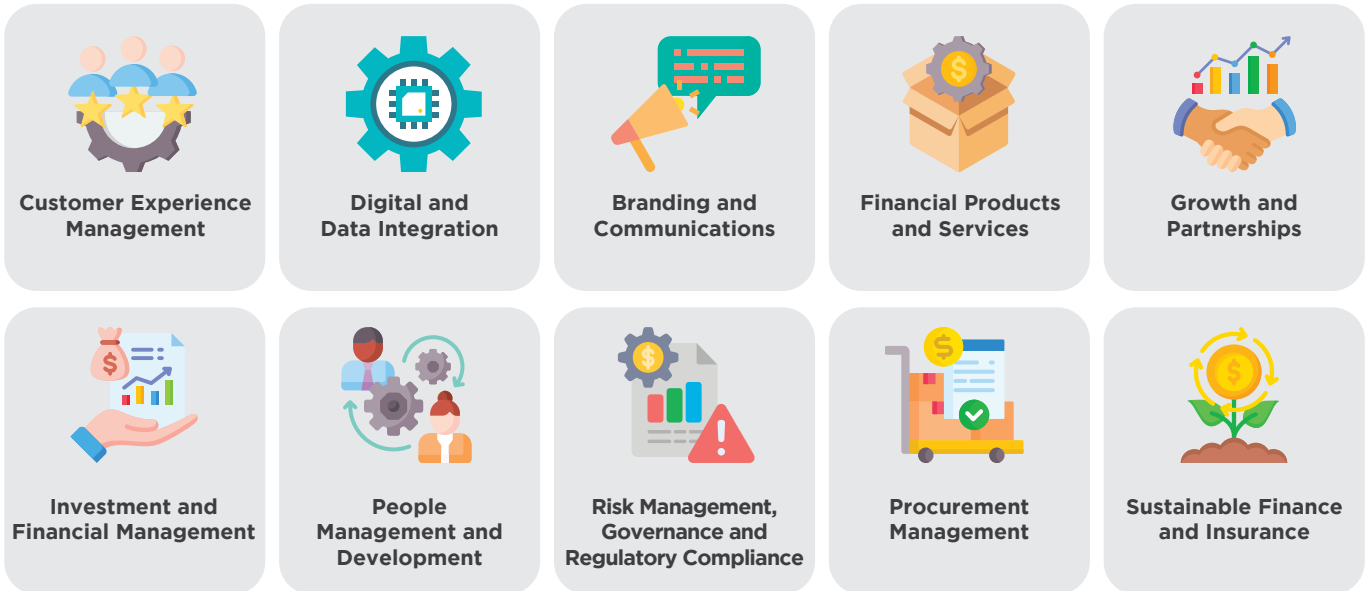 Customer Experience
Management
Digital and
Data Integration
Branding and
Communications
Financial Products
and Services
Growth and
Partnerships
Investment and
Financial Management
People
Management and
Development
Risk Management,
Governance and
Regulatory Compliance
Procurement
Management
Sustainable Finance
and Insurance